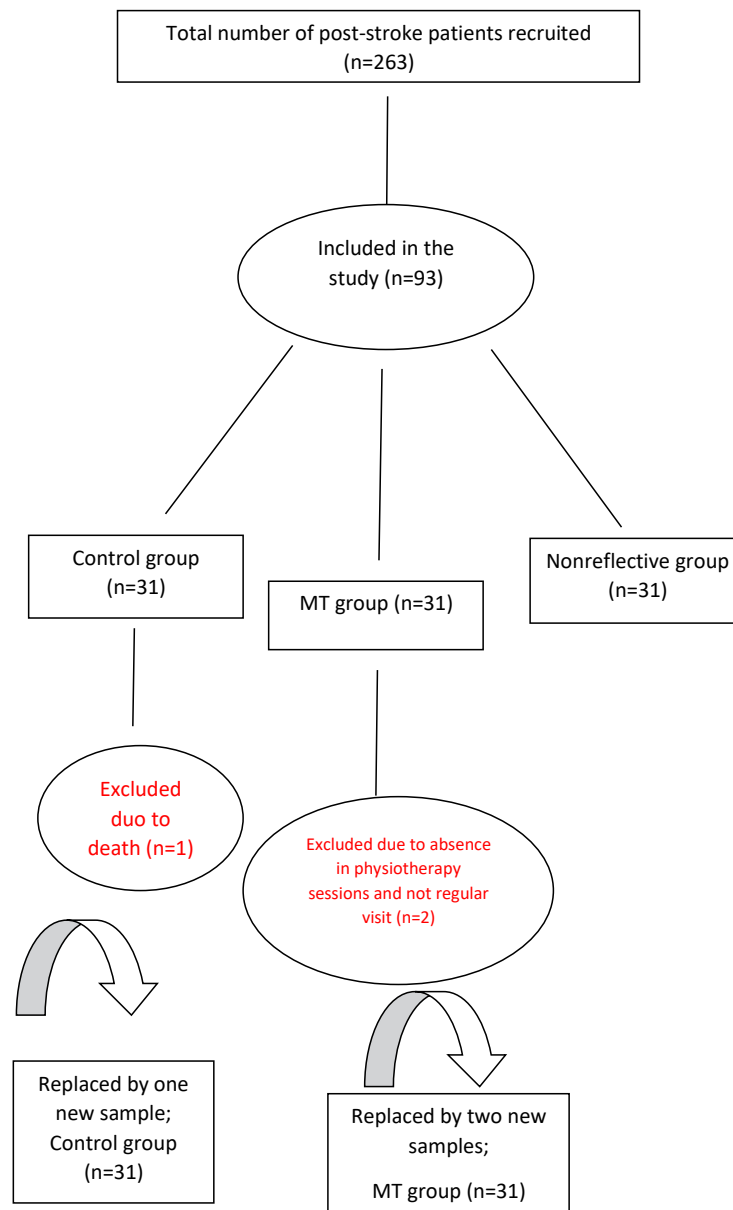 Total number of post-stroke patients recruited
(n=263)
Included in the
study (n=93)
Control group
(n=31)
MT group (n=31)
Nonreflective group
(n=31)
Excluded
duo to
death (n=1)
Excluded due to absence
in physiotherapy
sessions and not regular
visit (n=2)
Replaced by one
new sample;
Control group
(n=31)
Replaced by two new
samples;
MT group (n=31)